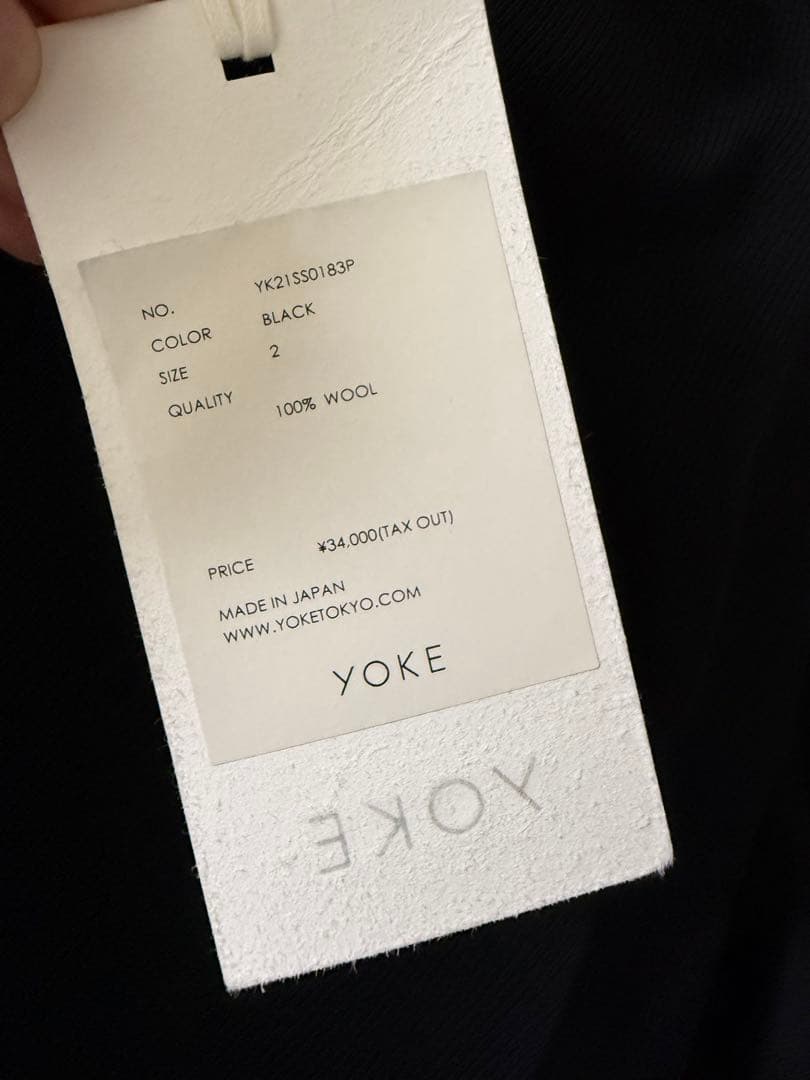 NO. YK21SS0183P
COLOR BLACK
SIZE 2
QUALITY 100% WOOL
PRICE ¥34,000(TAX OUT)
MADE IN JAPAN
WWW.YOKETOKYO.COM
YOKE
YOKE